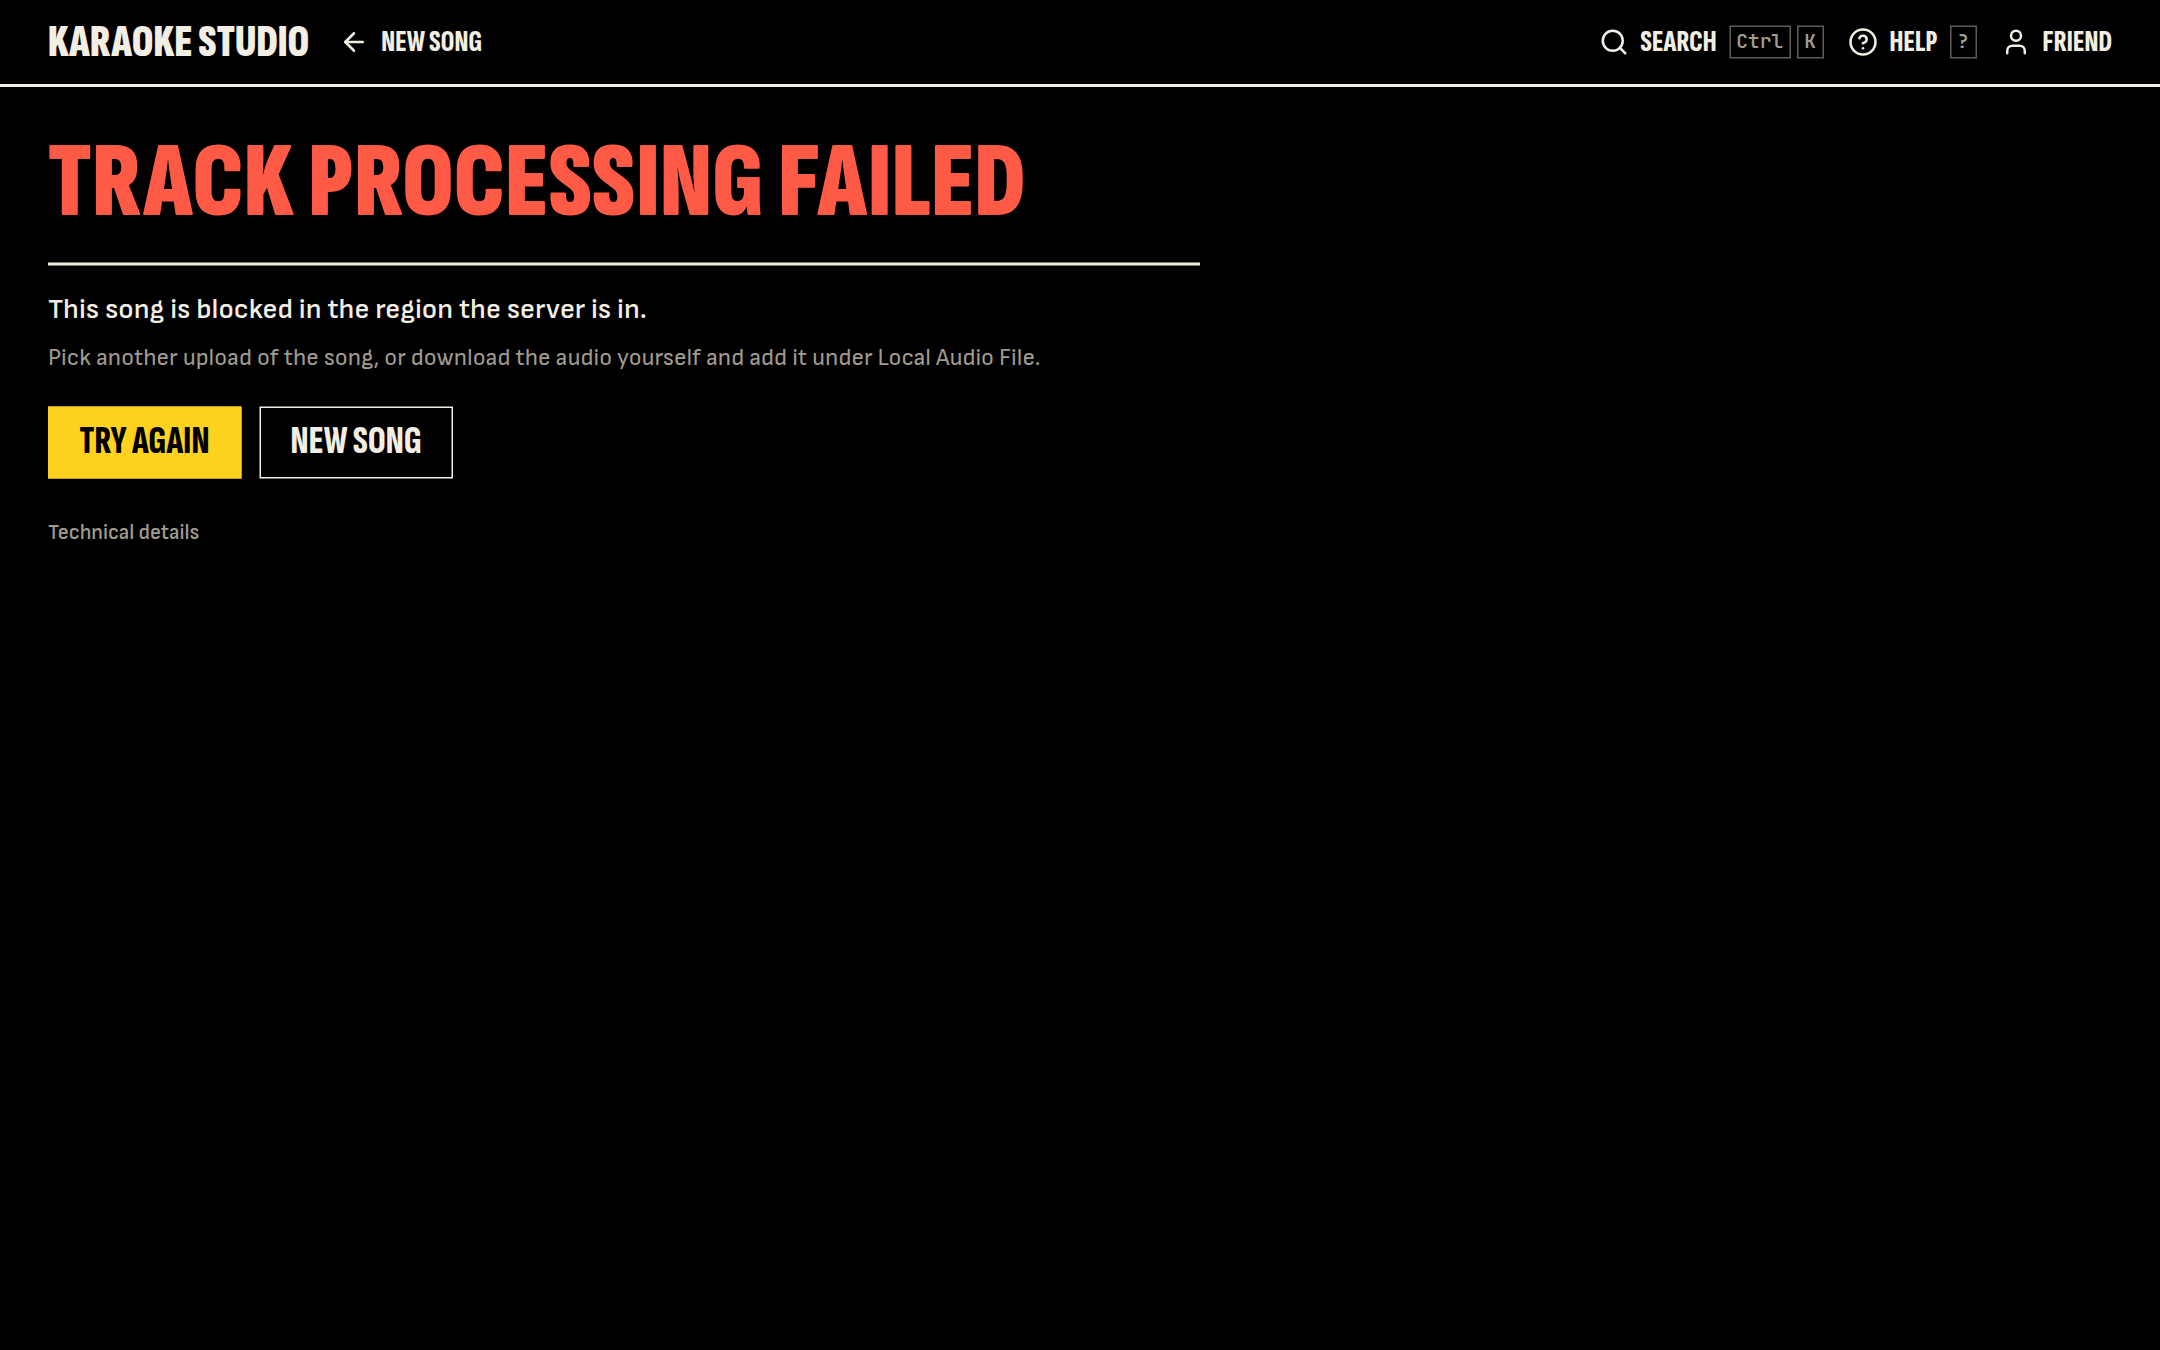 KARAOKE STUDIO
NEW SONG
SEARCH Ctrl K
HELP ?
FRIEND
TRACK PROCESSING FAILED
This song is blocked in the region the server is in.
Pick another upload of the song, or download the audio yourself and add it under Local Audio File.
TRY AGAIN
NEW SONG
Technical details